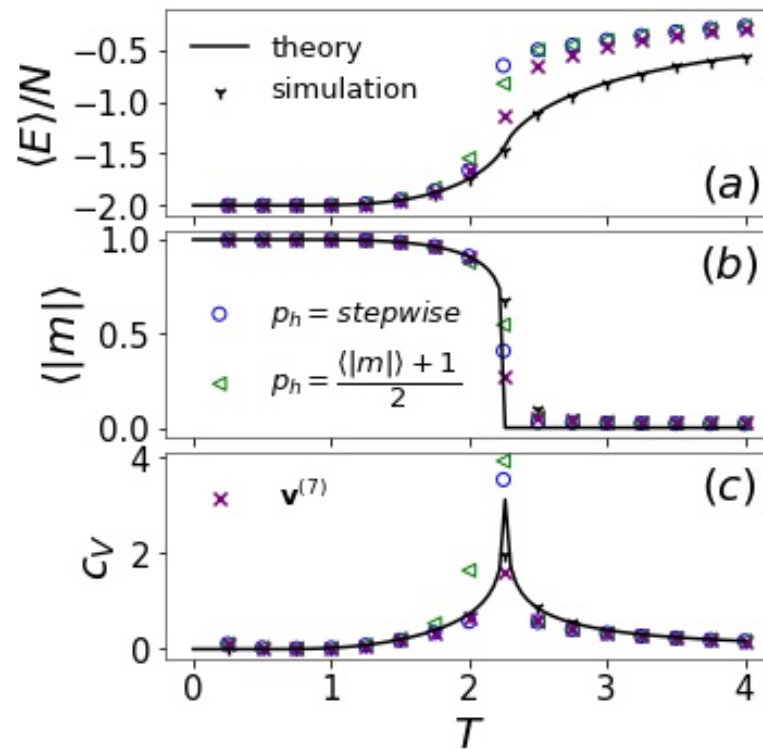 ⟨E⟩/N
−0.5
−1.0
−1.5
−2.0
theory
simulation
(a)
⟨|m|⟩
1.0
0.5
0.0
p_h = stepwise
p_h = (⟨|m|⟩ + 1)/2
(b)
c_V
4
2
0
v^(7)
(c)
0 1 2 3 4
T